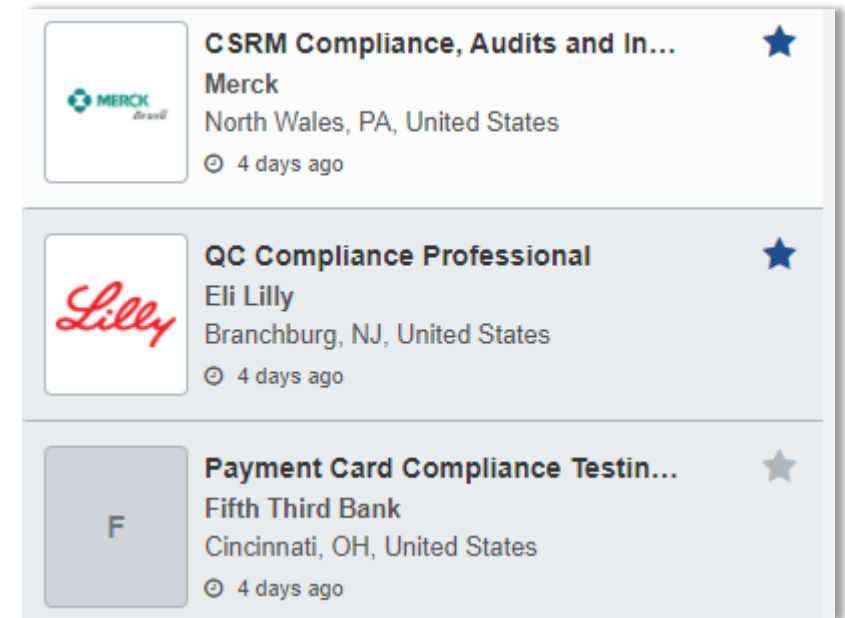 CSRM Compliance, Audits and In...
MERCK
Brasil
Merck
North Wales, PA, United States
4 days ago
QC Compliance Professional
Lilly
Eli Lilly
Branchburg, NJ, United States
4 days ago
Payment Card Compliance Testin...
F
Fifth Third Bank
Cincinnati, OH, United States
4 days ago